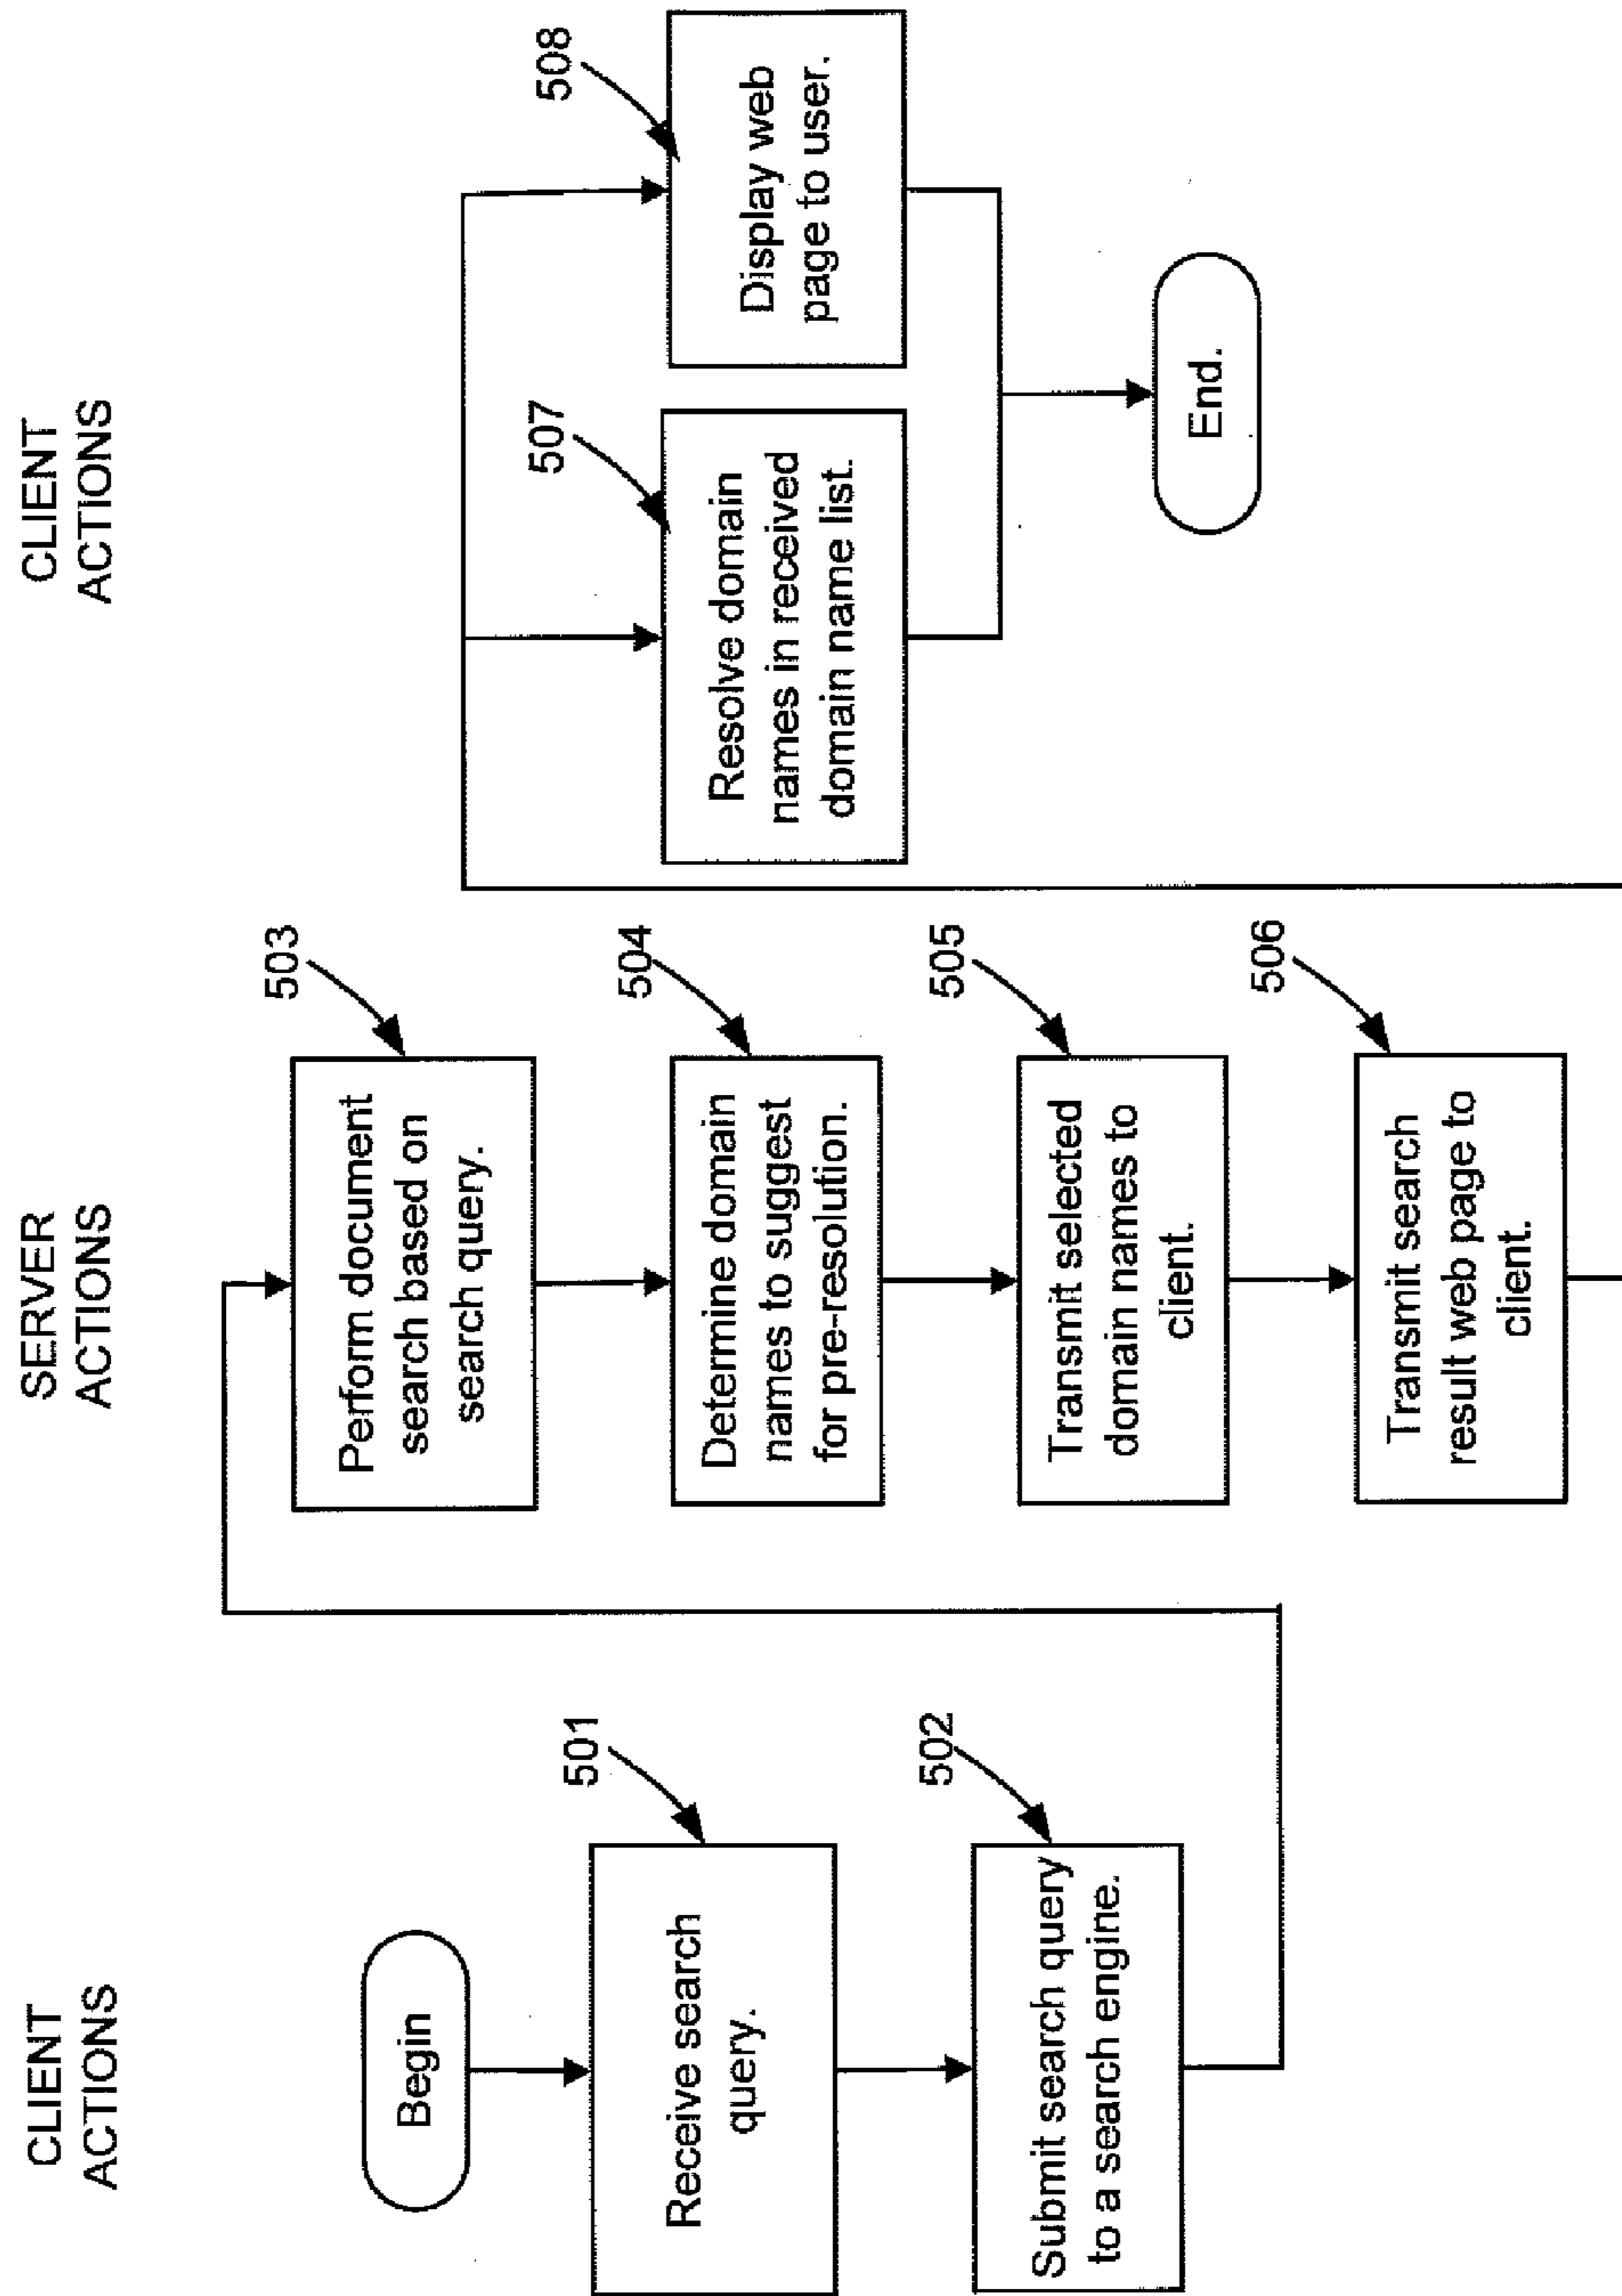 CLIENT
ACTIONS
Begin
501
Receive search
query.
502
Submit search query
to a search engine.
SERVER
ACTIONS
503
Perform document
search based on
search query.
504
Determine domain
names to suggest
for pre-resolution.
505
Transmit selected
domain names to
client.
506
Transmit search
result web page to
client.
CLIENT
ACTIONS
507
Resolve domain
names in received
domain name list.
508
Display web
page to user.
End.